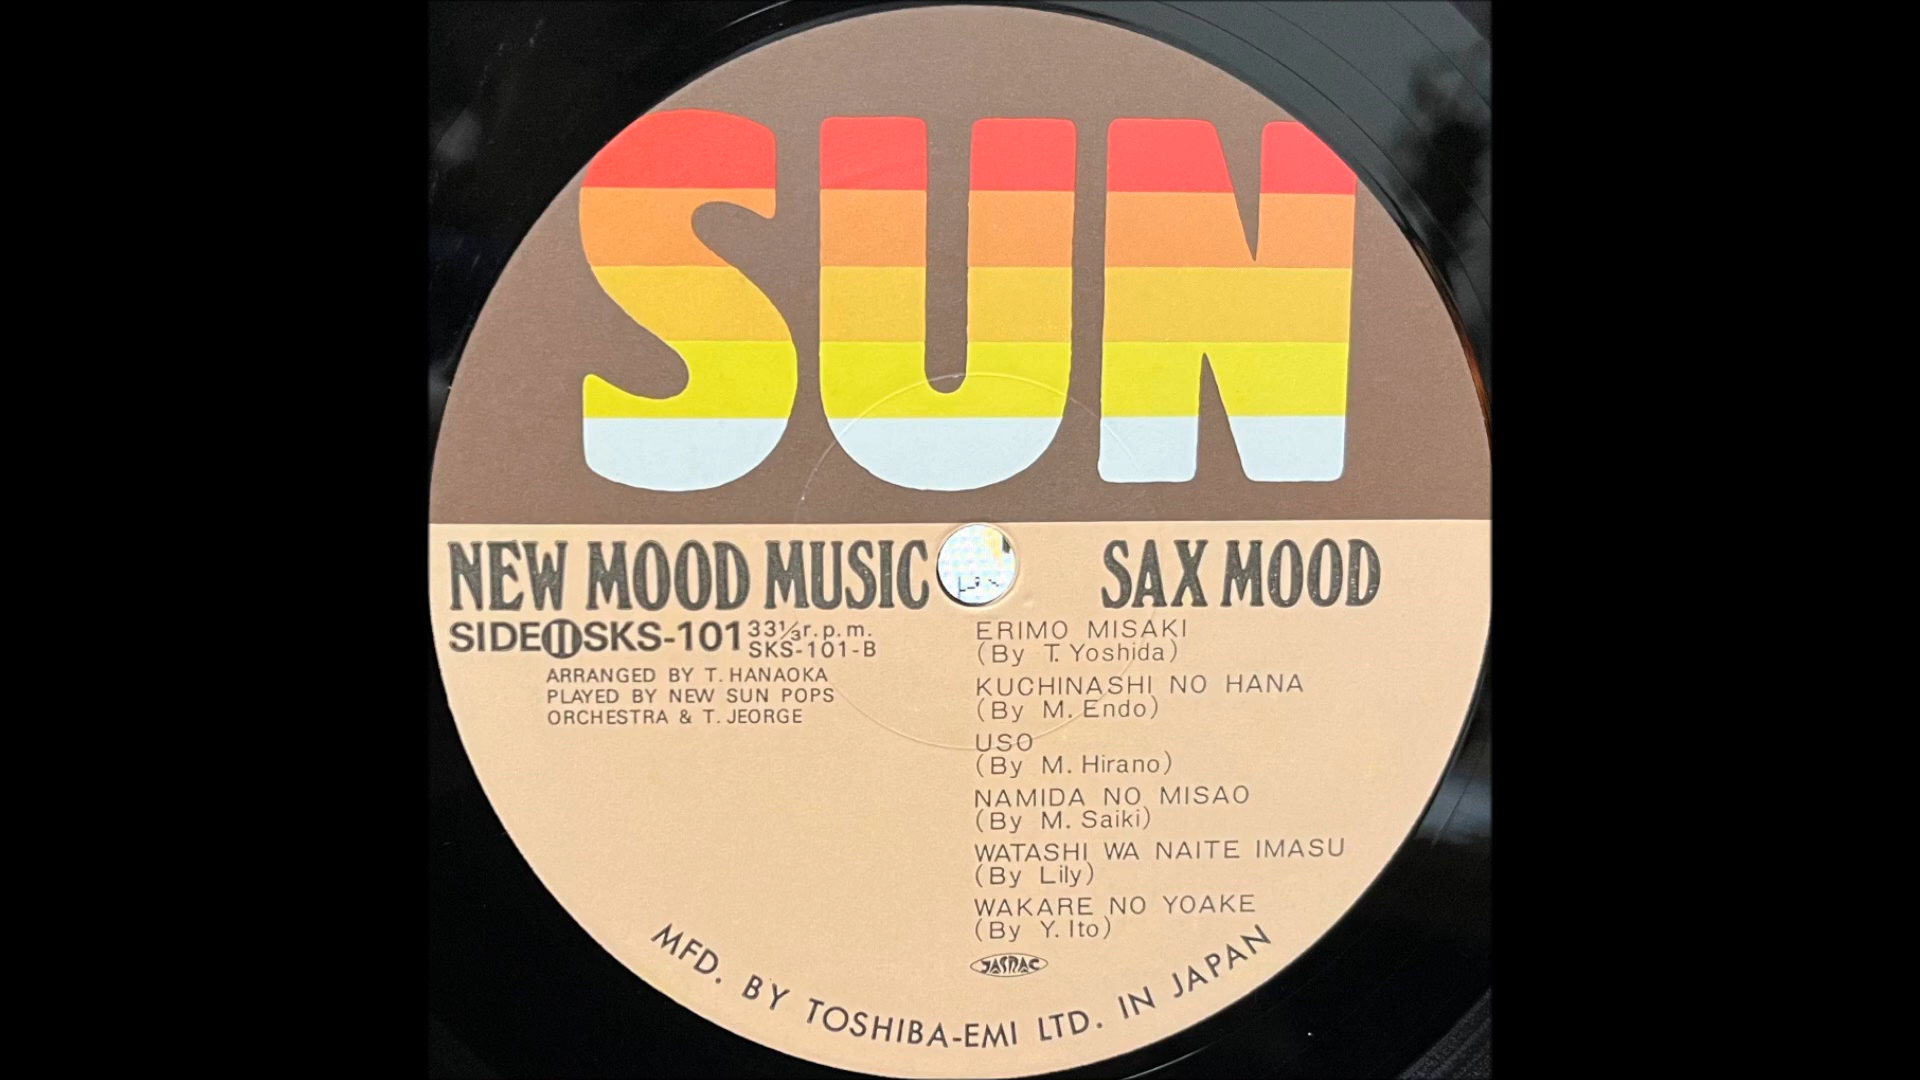 SUN
NEW MOOD MUSIC
SIDE II SKS-101 33⅓ r.p.m.
SKS-101-B
ARRANGED BY T. HANAOKA
PLAYED BY NEW SUN POPS
ORCHESTRA & T. JEORGE
SAX MOOD
ERIMO MISAKI
(By T. Yoshida)
KUCHINASHI NO HANA
(By M. Endo)
USO
(By M. Hirano)
NAMIDA NO MISAO
(By M. Saiki)
WATASHI WA NAITE IMASU
(By Lily)
WAKARE NO YOAKE
(By Y. Ito)
JASRAC
MFD. BY TOSHIBA-EMI LTD. IN JAPAN